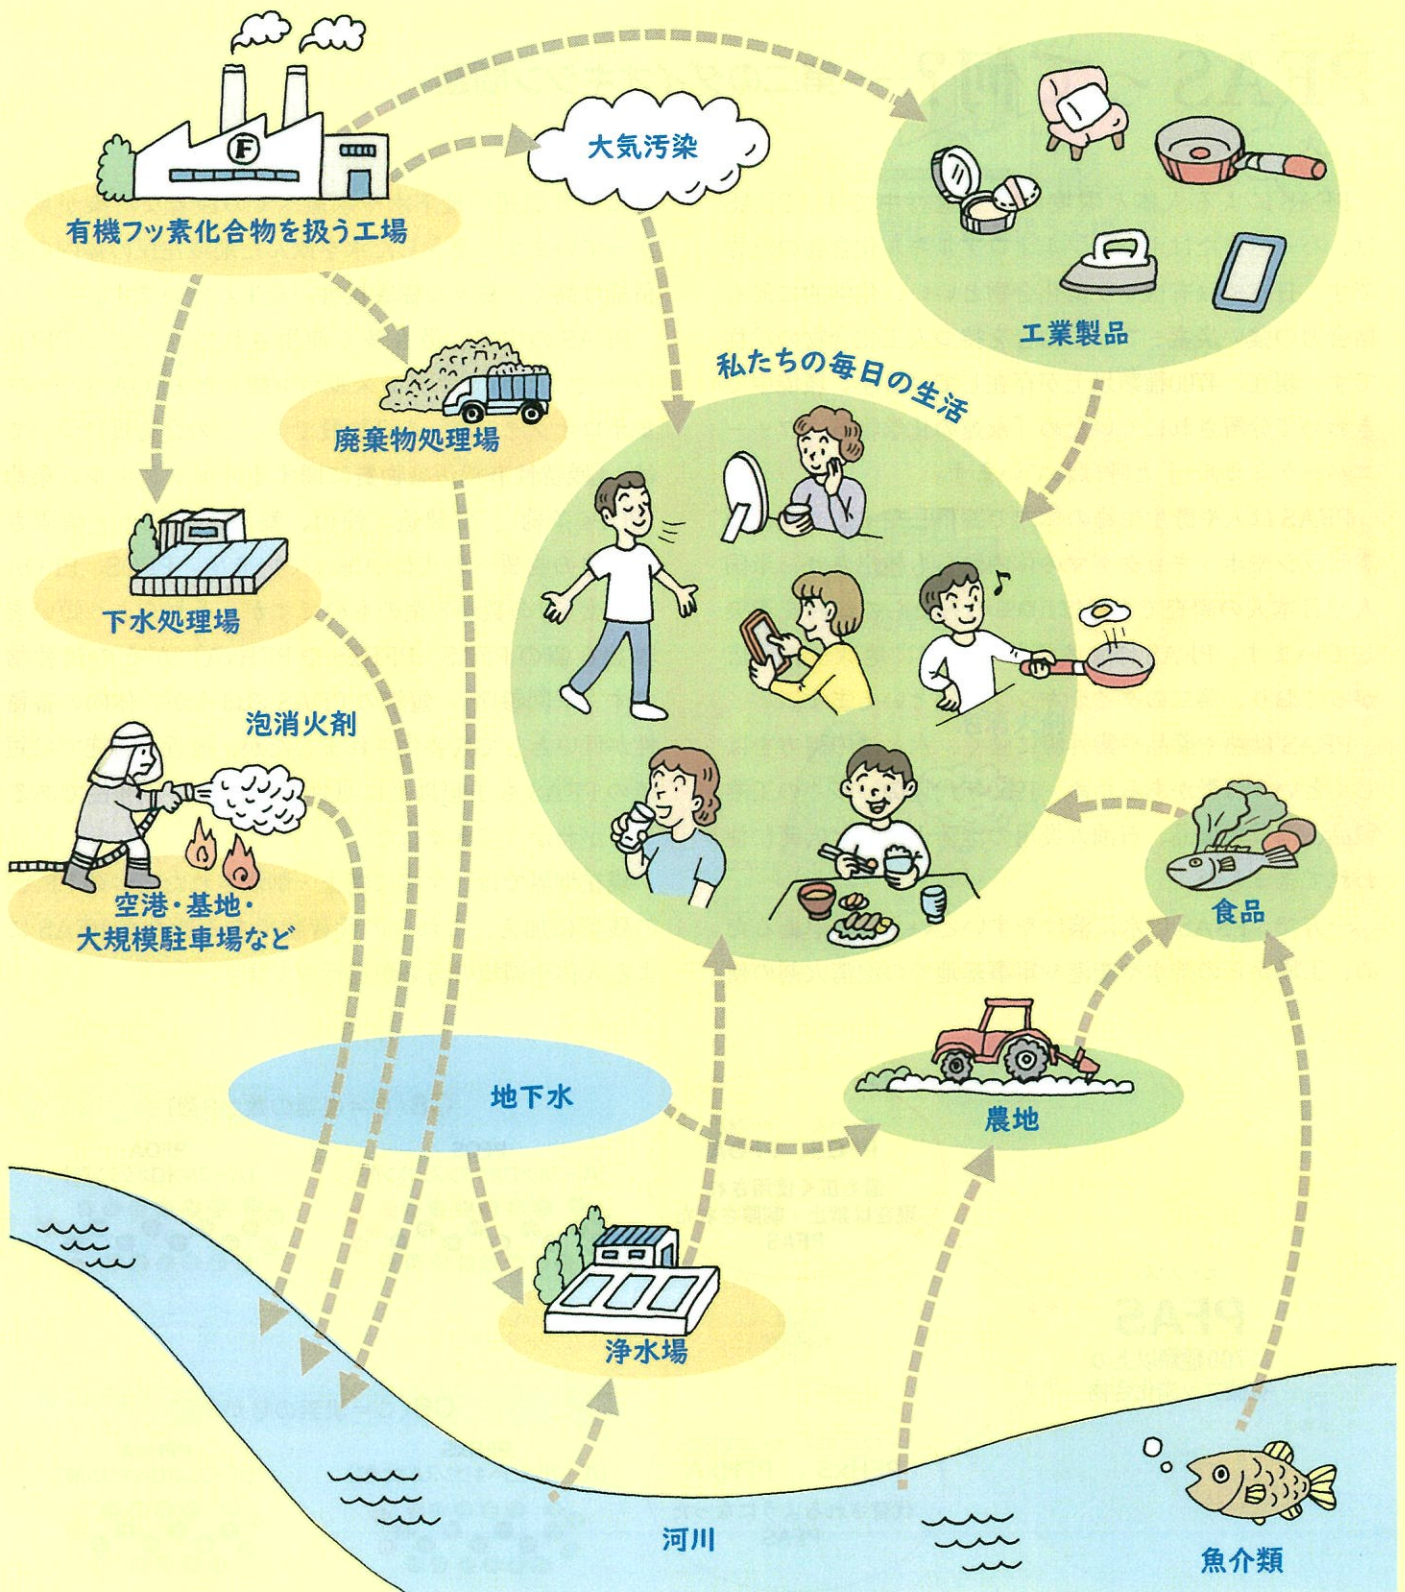 大気汚染
F
有機フッ素化合物を扱う工場
工業製品
私たちの毎日の生活
廃棄物処理場
下水処理場
泡消火剤
空港・基地・
大規模駐車場など
食品
地下水
農地
浄水場
河川
魚介類